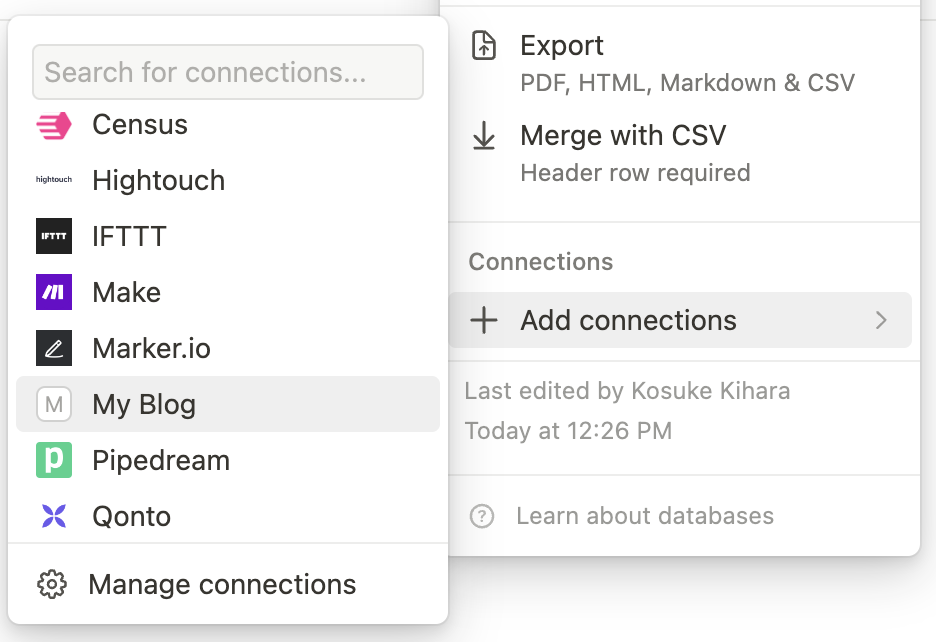 Search for connections...
Census
hightouch
Hightouch
IFTTT
IFTTT
Make
Marker.io
M
My Blog
p
Pipedream
Qonto
Manage connections
Export
PDF, HTML, Markdown & CSV
Merge with CSV
Header row required
Connections
Add connections
Last edited by Kosuke Kihara
Today at 12:26 PM
?
Learn about databases